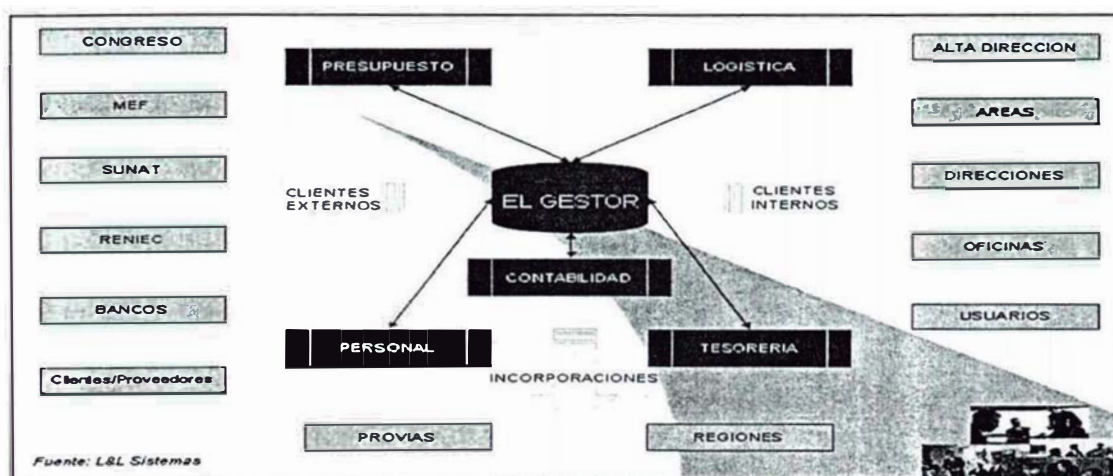 CONGRESO
MEF
SUNAT
RENIEC
BANCOS
Clientes/Proveedores
PRESUPUESTO
LOGISTICA
CLIENTES
EXTERNOS
EL GESTOR
CLIENTES
INTERNOS
CONTABILIDAD
PERSONAL
TESORERIA
INCORPORACIONES
PROVIAS
REGIONES
ALTA DIRECCION
AREAS
DIRECCIONES
OFICINAS
USUARIOS
Fuente: L&L Sistemas